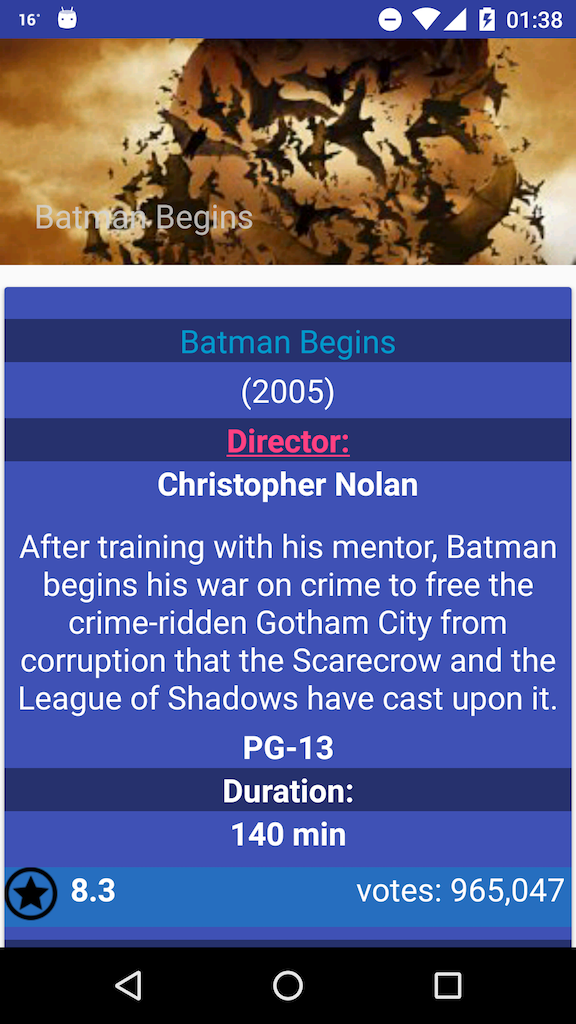 16°
01:38
Batman Begins
Batman Begins
(2005)
Director:
Christopher Nolan
After training with his mentor, Batman
begins his war on crime to free the
crime-ridden Gotham City from
corruption that the Scarecrow and the
League of Shadows have cast upon it.
PG-13
Duration:
140 min
8.3
votes: 965,047